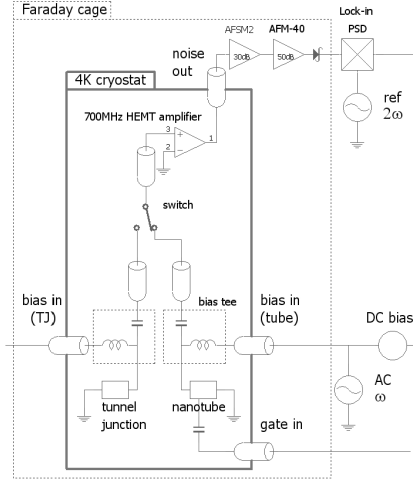 Faraday cage
Lock-in
PSD
AFSM2
AFM-40
30dB
50dB
noise
out
4K cryostat
ref
2ω
700MHz HEMT amplifier
3
+
1
2
-
switch
bias in
(TJ)
bias tee
bias in
(tube)
DC bias
AC
ω
tunnel
junction
nanotube
gate in